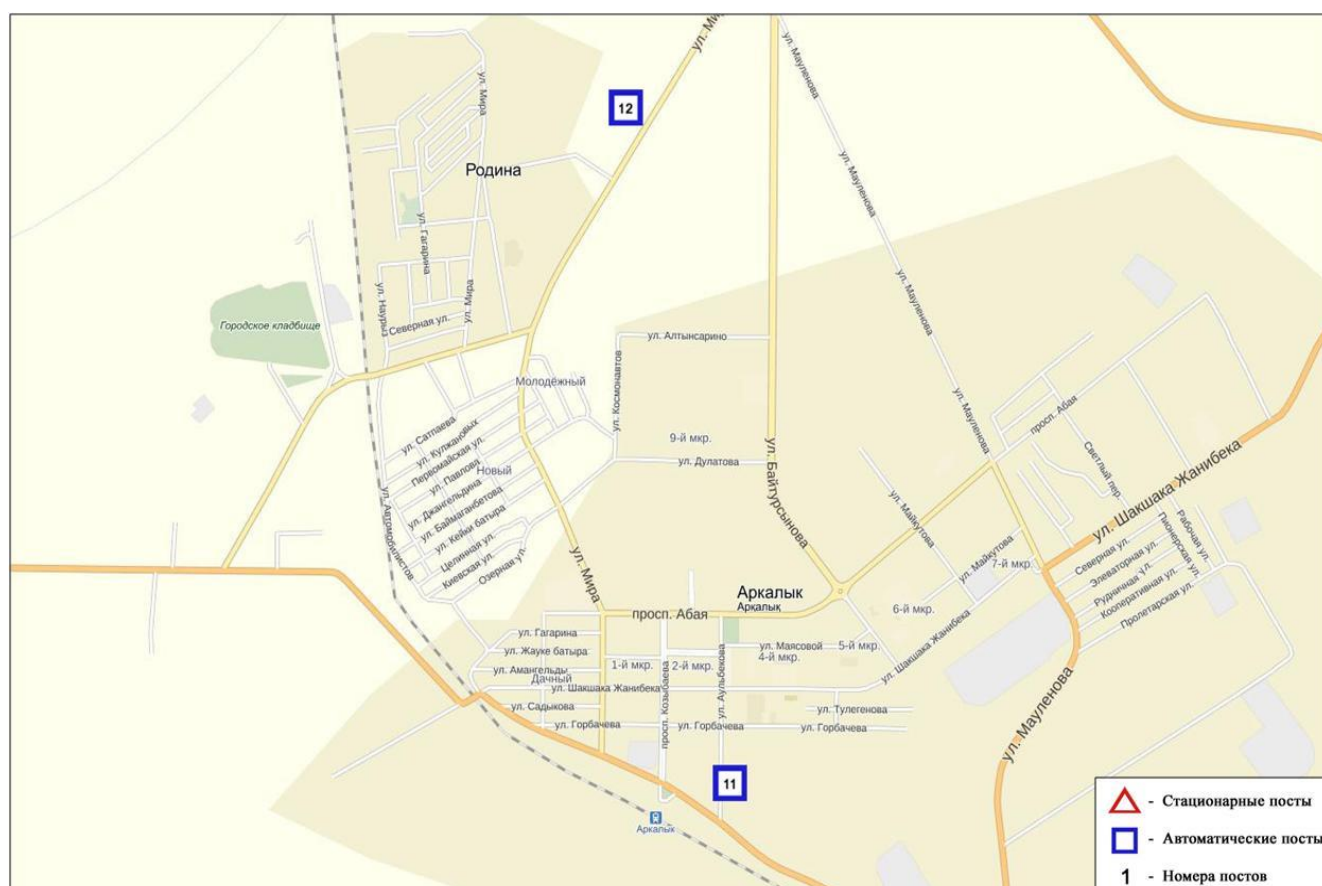 ул. Мира
ул. Мауленова
12
ул. Мира
ул. Мауленова
Родина
ул. Мауленова
ул. Гагарина
ул. Наурыз
ул. Мира
ул. Мауленова
Городское кладбище
Северная ул.
ул. Алтынсарино
Молодёжный
ул. Космонавтов
ул. Мауленова
просп. Абая
ул. Сатпаева
ул. Кулжановых
Первомайская ул.
9-й мкр.
ул. Павлова
Новый
ул. Дулатова
ул. Байтурсынова
Светлый пер.
ул. Джангельдина
ул. Баймаганбетова
ул. Майкутова
ул. Шакшака Жанибека
ул. Автомобилистов
ул. Кейки батыра
Целинная ул.
Киевская ул.
Озерная ул.
ул. Мира
ул. Майкутова
7-й мкр.
Северная ул.
Элеваторная ул.
Рудничная ул.
Кооперативная ул.
Пролетарская ул.
Пионерская ул.
Рабочая ул.
Аркалык
Аркалык
просп. Абая
6-й мкр.
ул. Гагарина
ул. Жауке батыра
ул. Маясовой
5-й мкр.
4-й мкр.
1-й мкр.
2-й мкр.
ул. Амангельды
Дачный
ул. Шакшака Жанибека
ул. Шакшака Жанибека
просп. Козыбаева
ул. Аульбекова
ул. Садыкова
ул. Тулегенова
ул. Горбачева
ул. Горбачева
ул. Горбачева
ул. Мауленова
11
Аркалык
- Стационарные посты
- Автоматические посты
1 - Номера постов